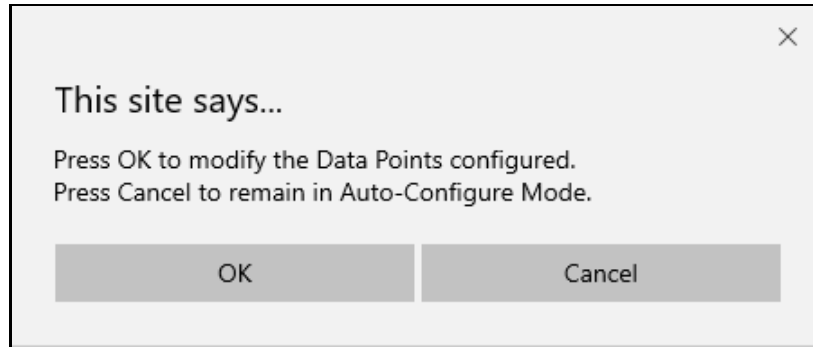 This site says...
Press OK to modify the Data Points configured.
Press Cancel to remain in Auto-Configure Mode.
OK
Cancel